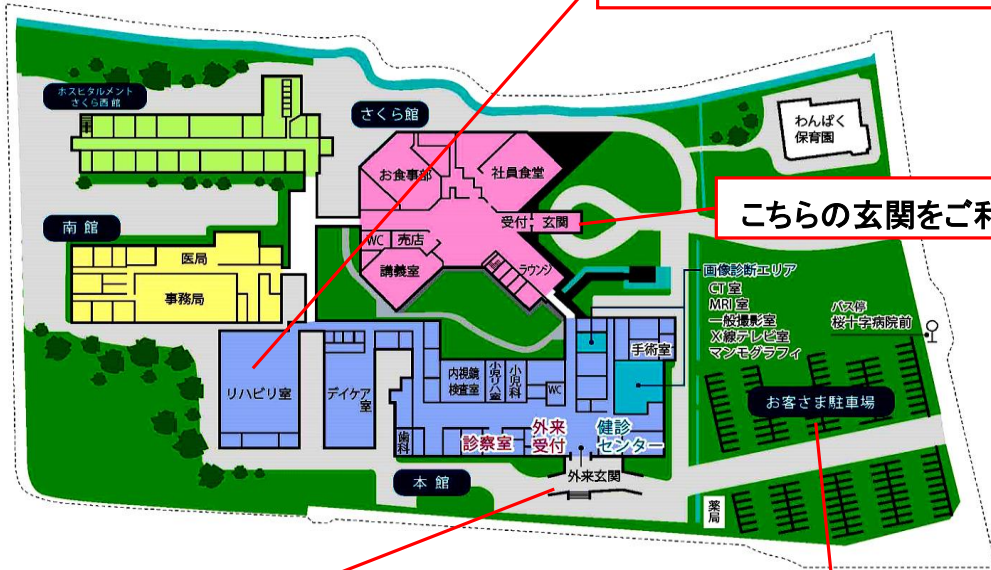 ホスピタルメント
さくら西館
さくら館
わんぱく
保育園
お食事部
社員食堂
こちらの玄関をご利
受付
玄関
南館
WC
売店
医局
講義室
ラウンジ
画像診断エリア
CT室
MRI室
一般撮影室
X線テレビ室
マンモグラフィ
事務局
バス停
桜十字病院前
手術室
リハビリ室
デイケア
室
内視鏡
検査室
小児リハ室
小児科
WC
お客さま駐車場
歯科
診察室
外来
受付
健診
センター
外来玄関
本館
薬局